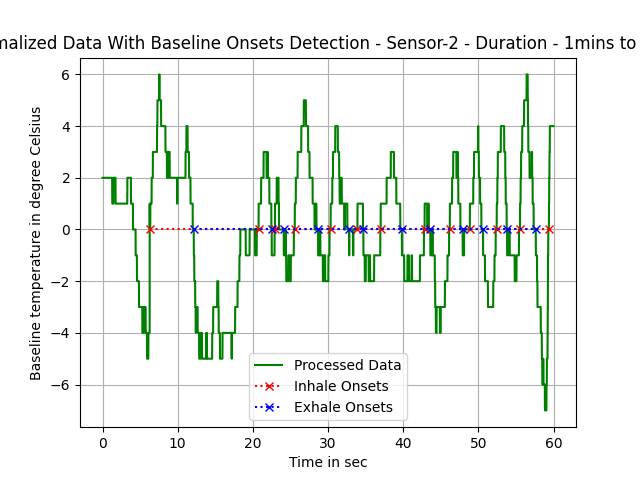 malized Data With Baseline Onsets Detection - Sensor-2 - Duration - 1mins to
Baseline temperature in degree Celsius
6
4
2
0
−2
−4
−6
Processed Data
Inhale Onsets
Exhale Onsets
0 10 20 30 40 50 60
Time in sec